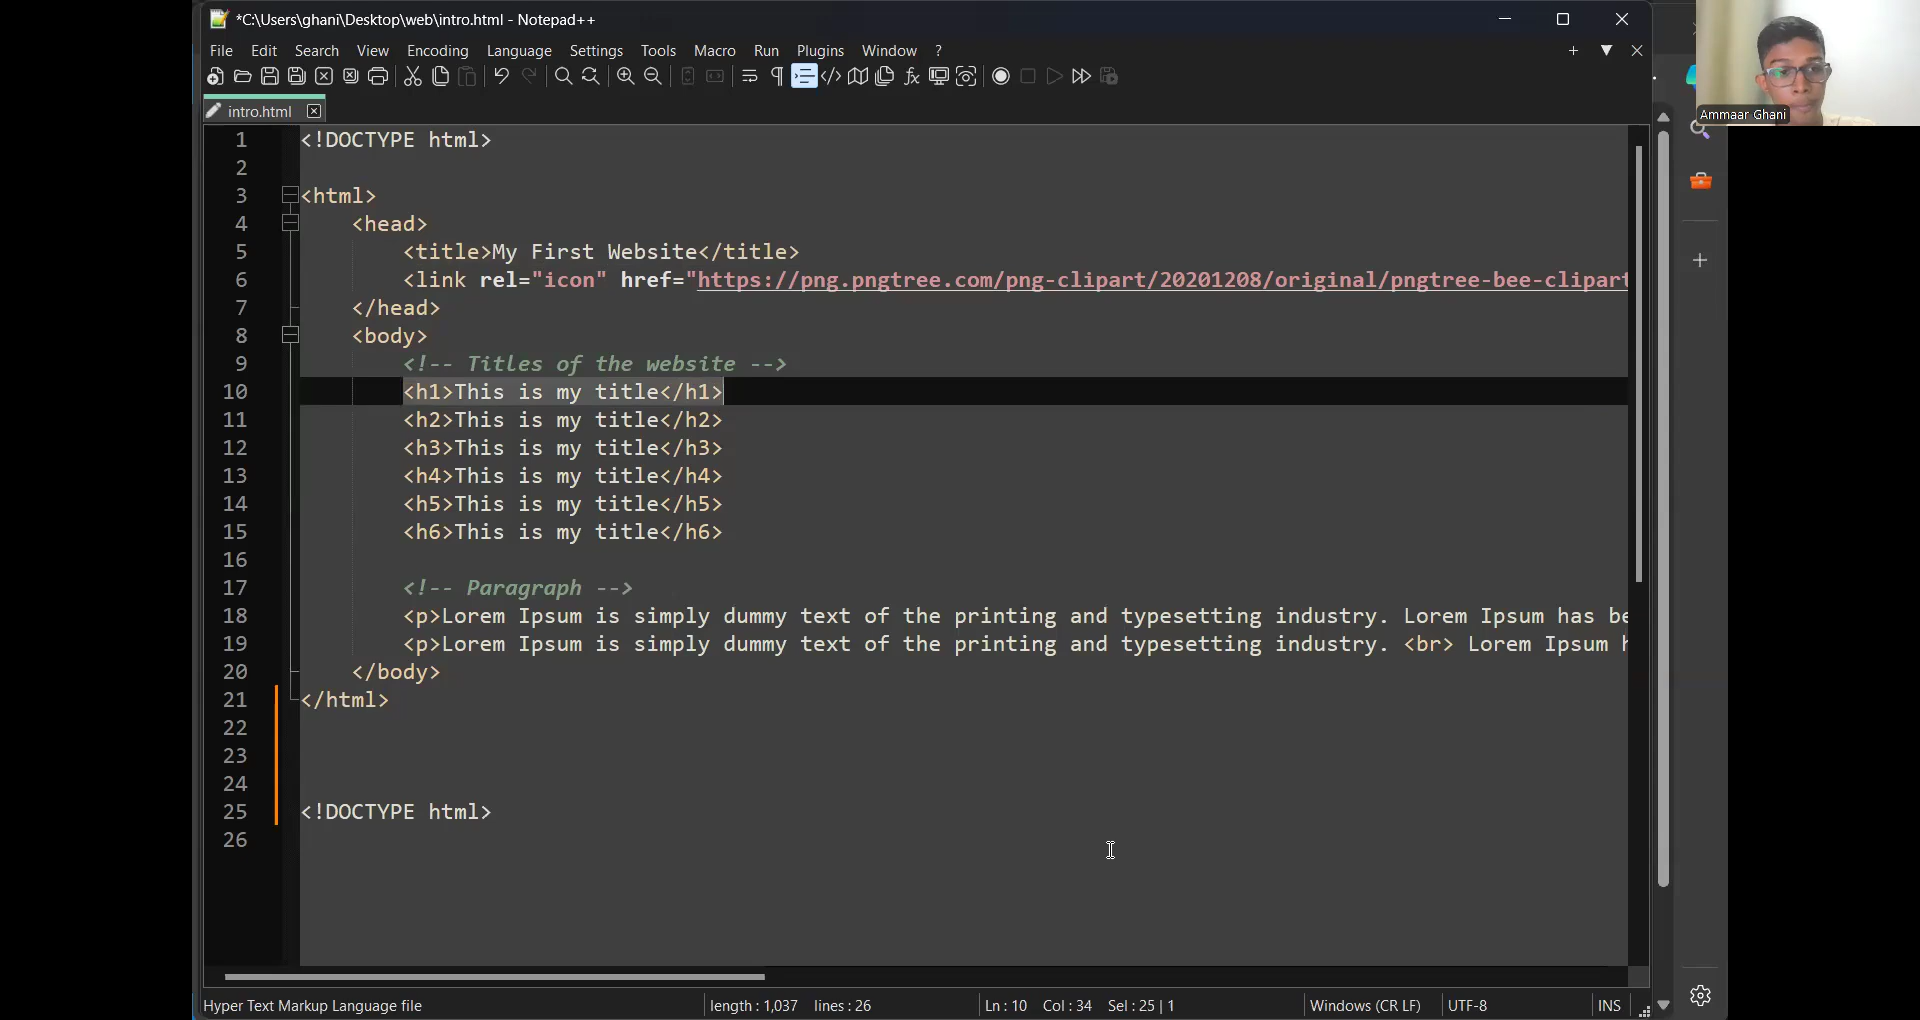 *C:\Users\ghani\Desktop\web\intro.html - Notepad++
File Edit Search View Encoding Language Settings Tools Macro Run Plugins Window ?
Ammaar Ghani
intro.html
1 <!DOCTYPE html>
2
3 <html>
4 <head>
5 <title>My First Website</title>
6 <link rel="icon" href="https://png.pngtree.com/png-clipart/20201208/original/pngtree-bee-clipart
7 </head>
8 <body>
9 <!-- Titles of the website -->
10 <h1>This is my title</h1>
11 <h2>This is my title</h2>
12 <h3>This is my title</h3>
13 <h4>This is my title</h4>
14 <h5>This is my title</h5>
15 <h6>This is my title</h6>
16
17 <!-- Paragraph -->
18 <p>Lorem Ipsum is simply dummy text of the printing and typesetting industry. Lorem Ipsum has be
19 <p>Lorem Ipsum is simply dummy text of the printing and typesetting industry. <br> Lorem Ipsum h
20 </body>
21 </html>
22
23
24
25 <!DOCTYPE html>
26
Hyper Text Markup Language file length : 1,037 lines : 26 Ln : 10 Col : 34 Sel : 25 | 1 Windows (CR LF) UTF-8 INS